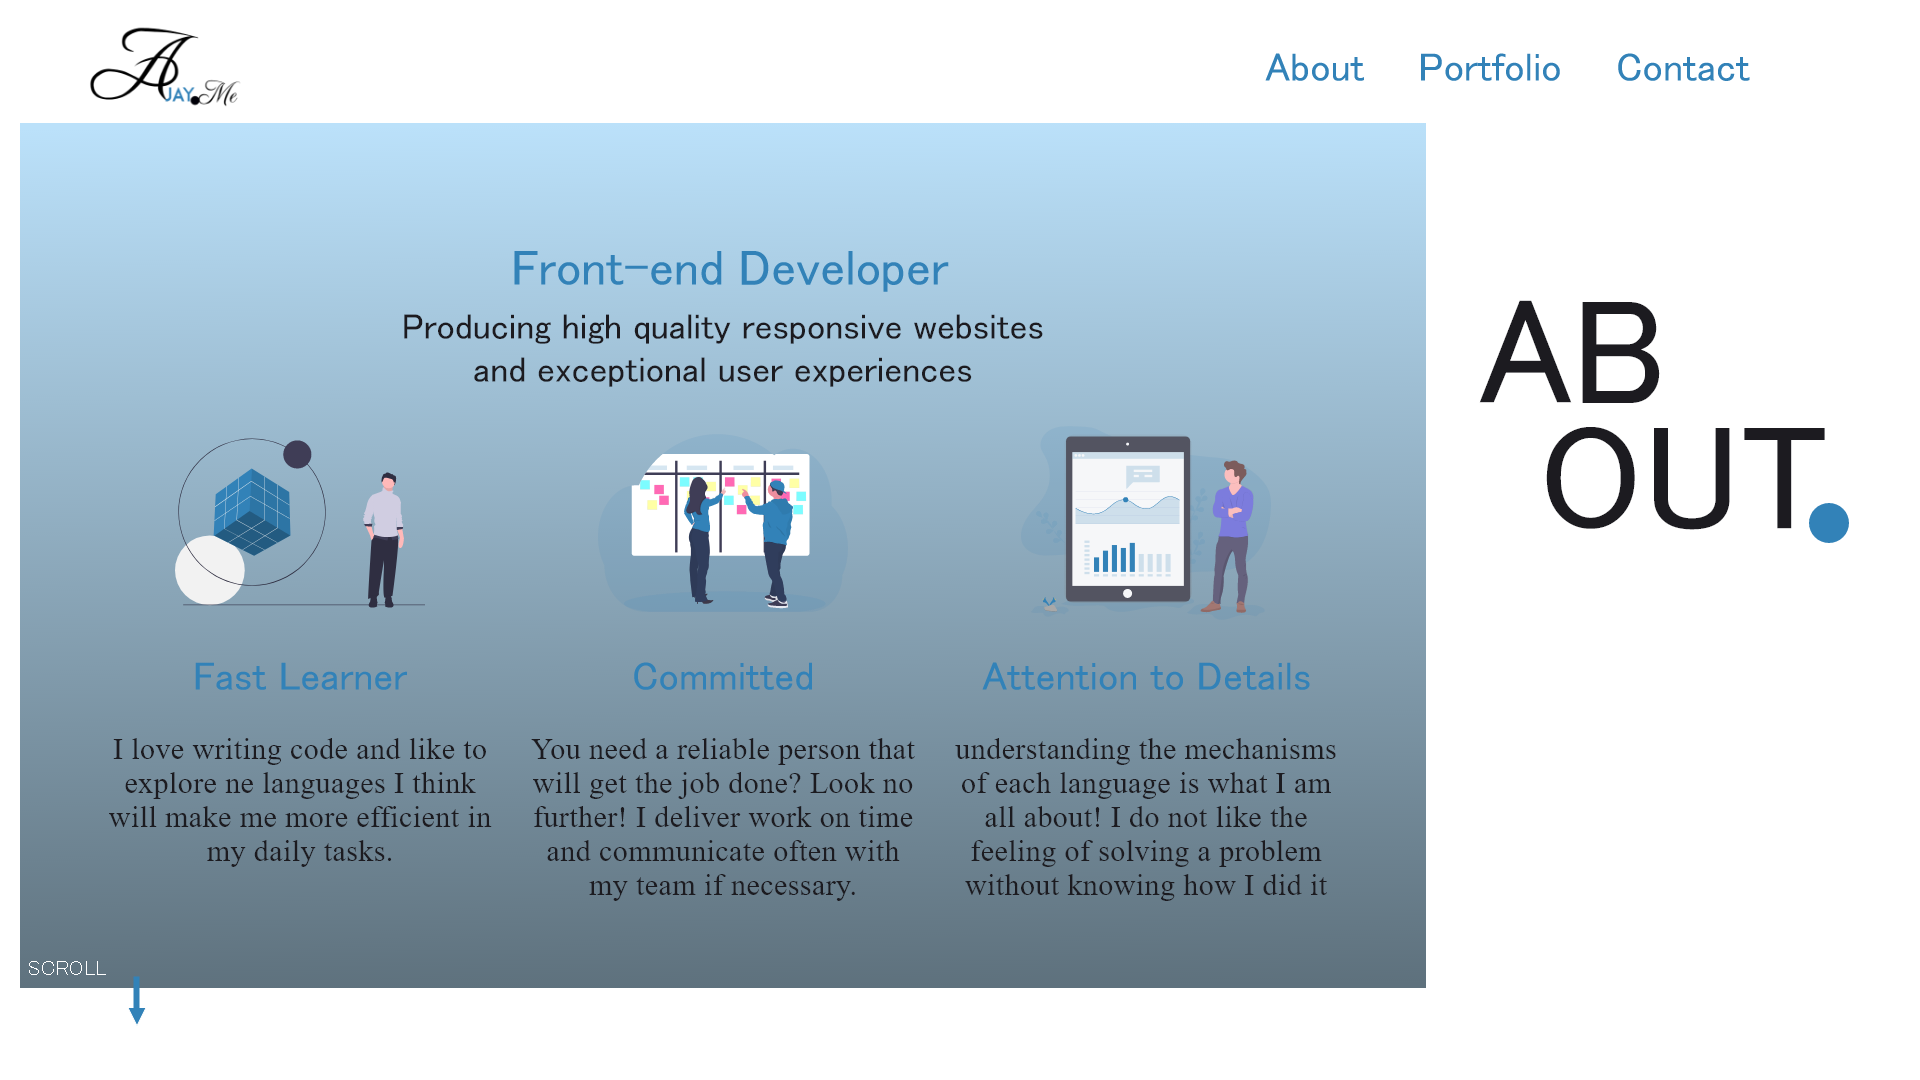 AJAY.Me
About Portfolio Contact
Front-end Developer
Producing high quality responsive websites
and exceptional user experiences
AB
OUT.
Fast Learner
I love writing code and like to
explore ne languages I think
will make me more efficient in
my daily tasks.
Committed
You need a reliable person that
will get the job done? Look no
further! I deliver work on time
and communicate often with
my team if necessary.
Attention to Details
understanding the mechanisms
of each language is what I am
all about! I do not like the
feeling of solving a problem
without knowing how I did it
SCROLL